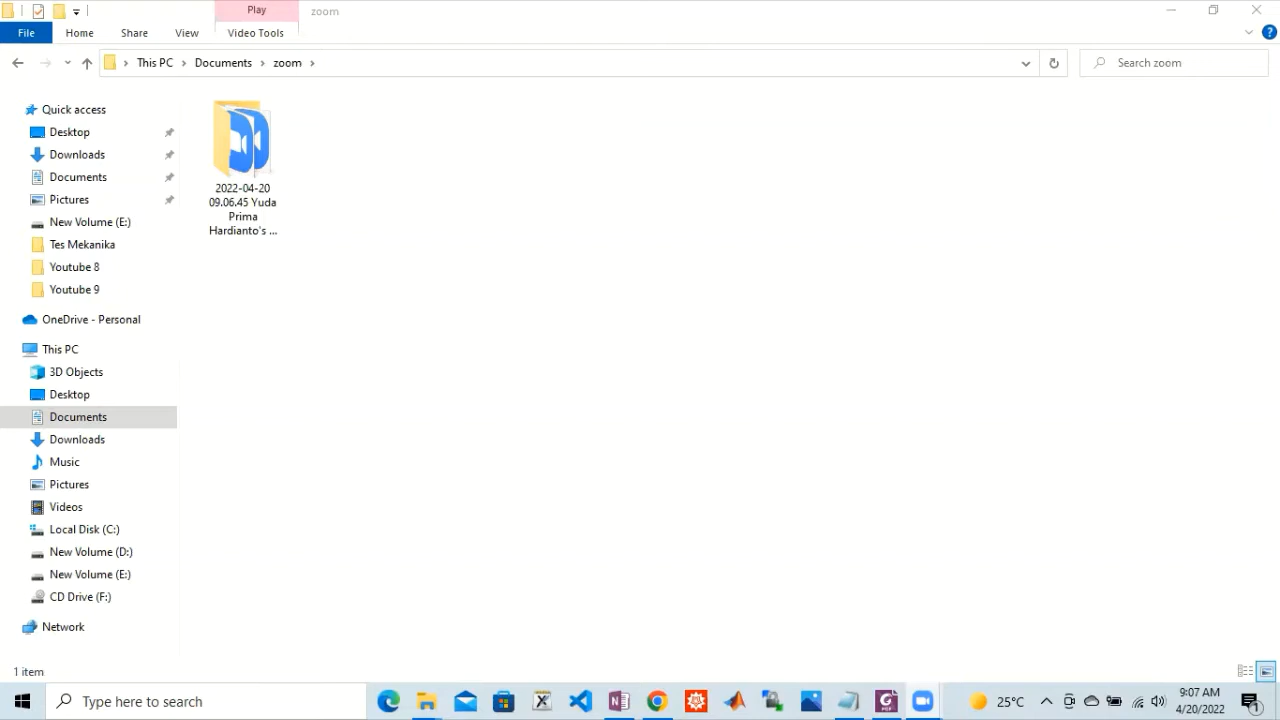 Play
zoom
File
Home
Share
View
Video Tools
This PC
Documents
zoom
Search zoom
Quick access
Desktop
Downloads
Documents
Pictures
New Volume (E:)
Tes Mekanika
Youtube 8
Youtube 9
OneDrive - Personal
This PC
3D Objects
Desktop
Documents
Downloads
Music
Pictures
Videos
Local Disk (C:)
New Volume (D:)
New Volume (E:)
CD Drive (F:)
Network
2022-04-20
09.06.45 Yuda
Prima
Hardianto's ...
1 item
Type here to search
25°C
9:07 AM
4/20/2022
1